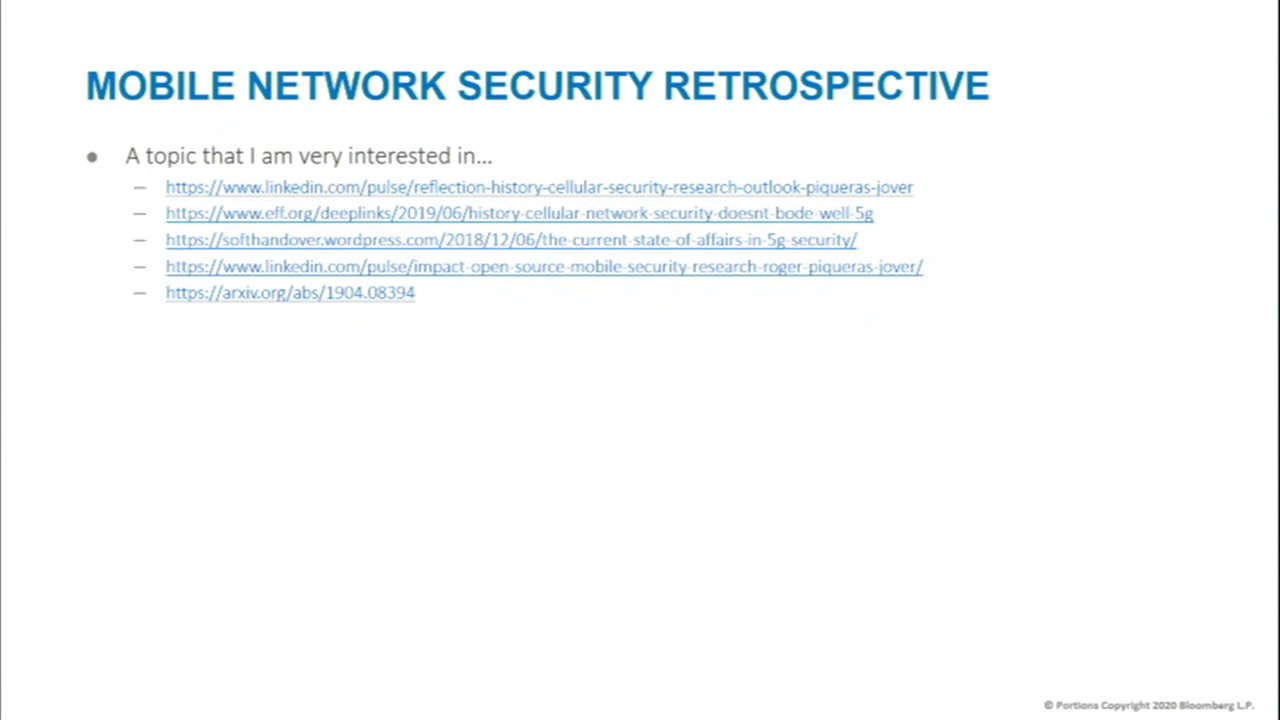 MOBILE NETWORK SECURITY RETROSPECTIVE
● A topic that I am very interested in...
– https://www.linkedin.com/pulse/reflection-history-cellular-security-research-outlook-piqueras-jover
– https://www.eff.org/deeplinks/2019/06/history-cellular-network-security-doesnt-bode-well-5g
– https://softhandover.wordpress.com/2018/12/06/the-current-state-of-affairs-in-5g-security/
– https://www.linkedin.com/pulse/impact-open-source-mobile-security-research-roger-piqueras-jover/
– https://arxiv.org/abs/1904.08394
© Portions Copyright 2020 Bloomberg L.P.